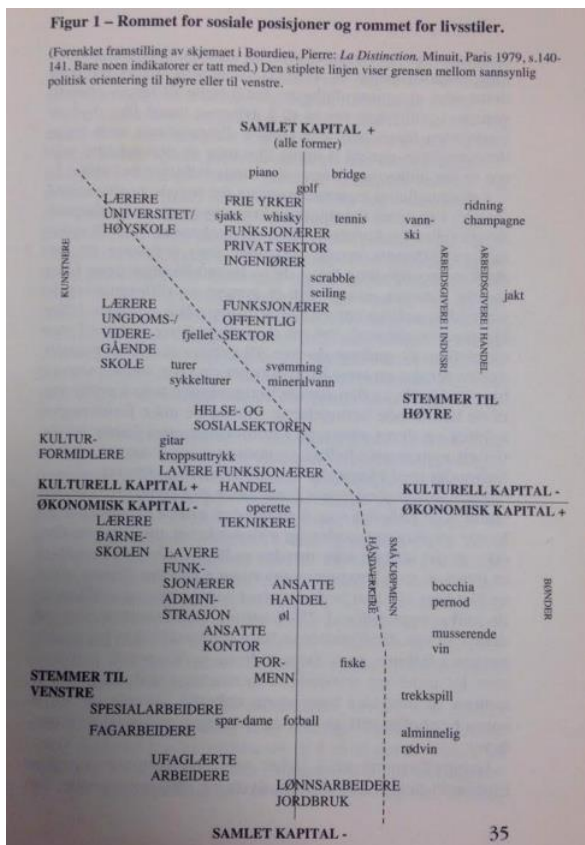 Figur 1 – Rommet for sosiale posisjoner og rommet for livsstiler.
(Forenklet framstilling av skjemaet i Bourdieu, Pierre: La Distinction. Minuit, Paris 1979, s.140-
141. Bare noen indikatorer er tatt med.) Den stiplete linjen viser grensen mellom sannsynlig
politisk orientering til høyre eller til venstre.
SAMLET KAPITAL +
(alle former)
piano bridge
golf
LÆRERE FRIE YRKER ridning
UNIVERSITET/ sjakk whisky tennis vann- champagne
HØYSKOLE FUNKSJONÆRER ski
PRIVAT SEKTOR
INGENIØRER
KUNSTNERE
ARBEIDSGIVERE I INDUSRI
ARBEIDSGIVERE I HANDEL
scrabble
seiling jakt
LÆRERE FUNKSJONÆRER
UNGDOMS-/ OFFENTLIG
VIDERE- fjellet SEKTOR
GÅENDE
SKOLE turer svømming
sykkelturer mineralvann
STEMMER TIL
HØYRE
HELSE- OG
SOSIALSEKTOREN
KULTUR- gitar
FORMIDLERE kroppsuttrykk
LAVERE FUNKSJONÆRER
KULTURELL KAPITAL + HANDEL KULTURELL KAPITAL -
ØKONOMISK KAPITAL - operette ØKONOMISK KAPITAL +
LÆRERE TEKNIKERE
BARNE-
SKOLEN LAVERE
FUNK-
SJONÆRER ANSATTE
ADMINI- HANDEL
STRASJON øl
HÅNDVERKERE
SMÅ KJØPMENN
BØNDER
bocchia
pernod
ANSATTE musserende
KONTOR vin
FOR- fiske
MENN
STEMMER TIL
VENSTRE
trekkspill
SPESIALARBEIDERE
FAGARBEIDERE spar-dame fotball
alminnelig
rødvin
UFAGLÆRTE
ARBEIDERE
LØNNSARBEIDERE
JORDBRUK
SAMLET KAPITAL - 35